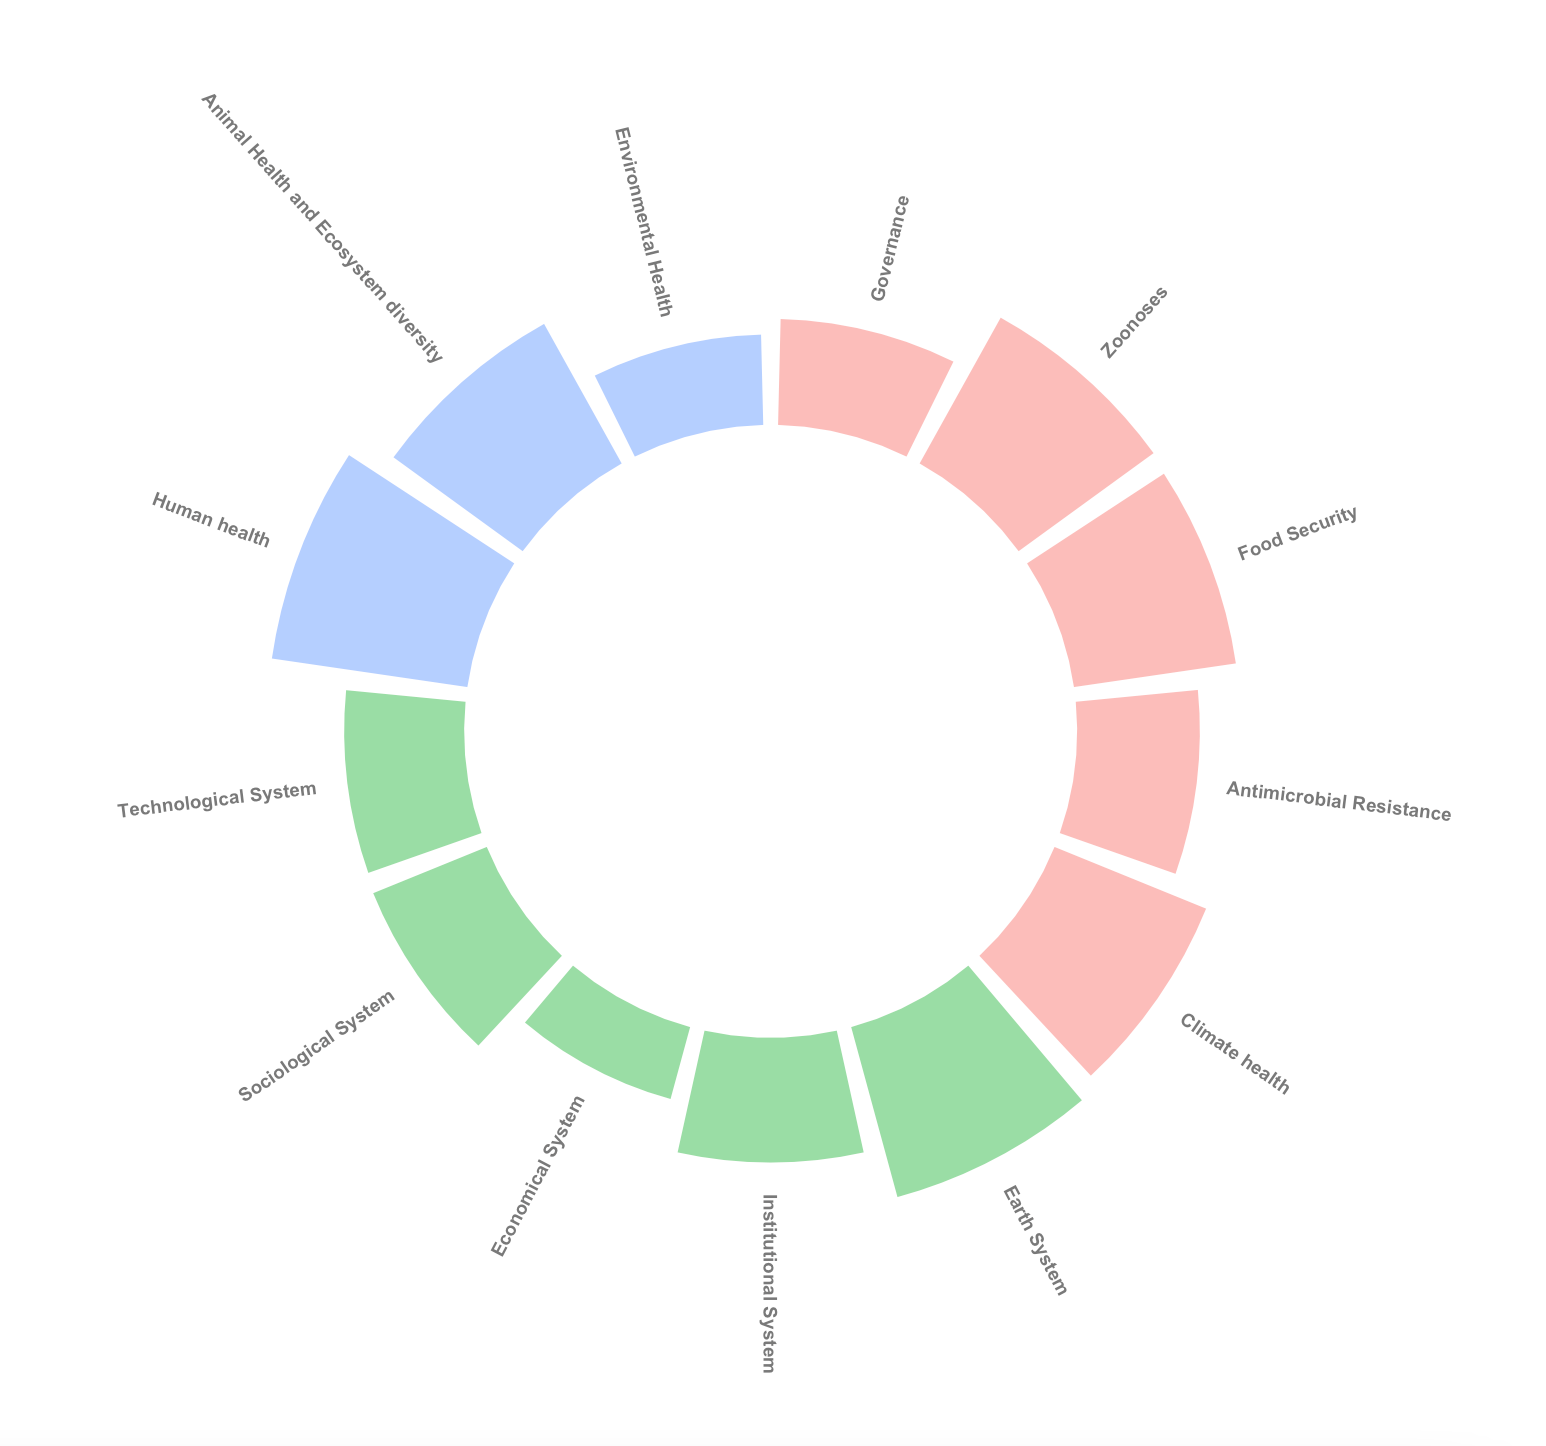 Governance
Zoonoses
Food Security
Antimicrobial Resistance
Climate health
Earth System
Institutional System
Economical System
Sociological System
Technological System
Human health
Animal Health and Ecosystem diversity
Environmental Health